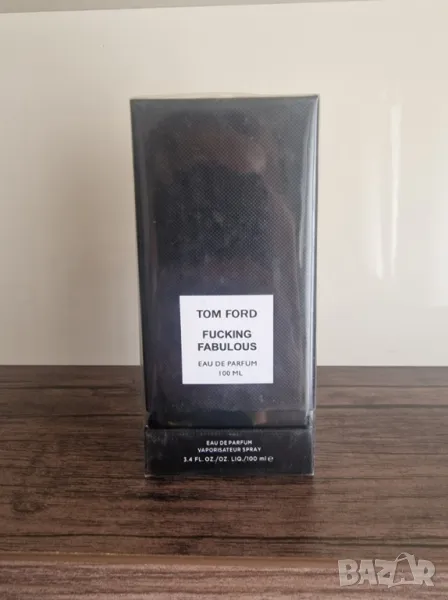 TOM FORD
FUCKING
FABULOUS
EAU DE PARFUM
100 ML
EAU DE PARFUM
VAPORISATEUR SPRAY
3.4 FL.OZ./OZ. LIQ./100 ml ℮
BAZAR